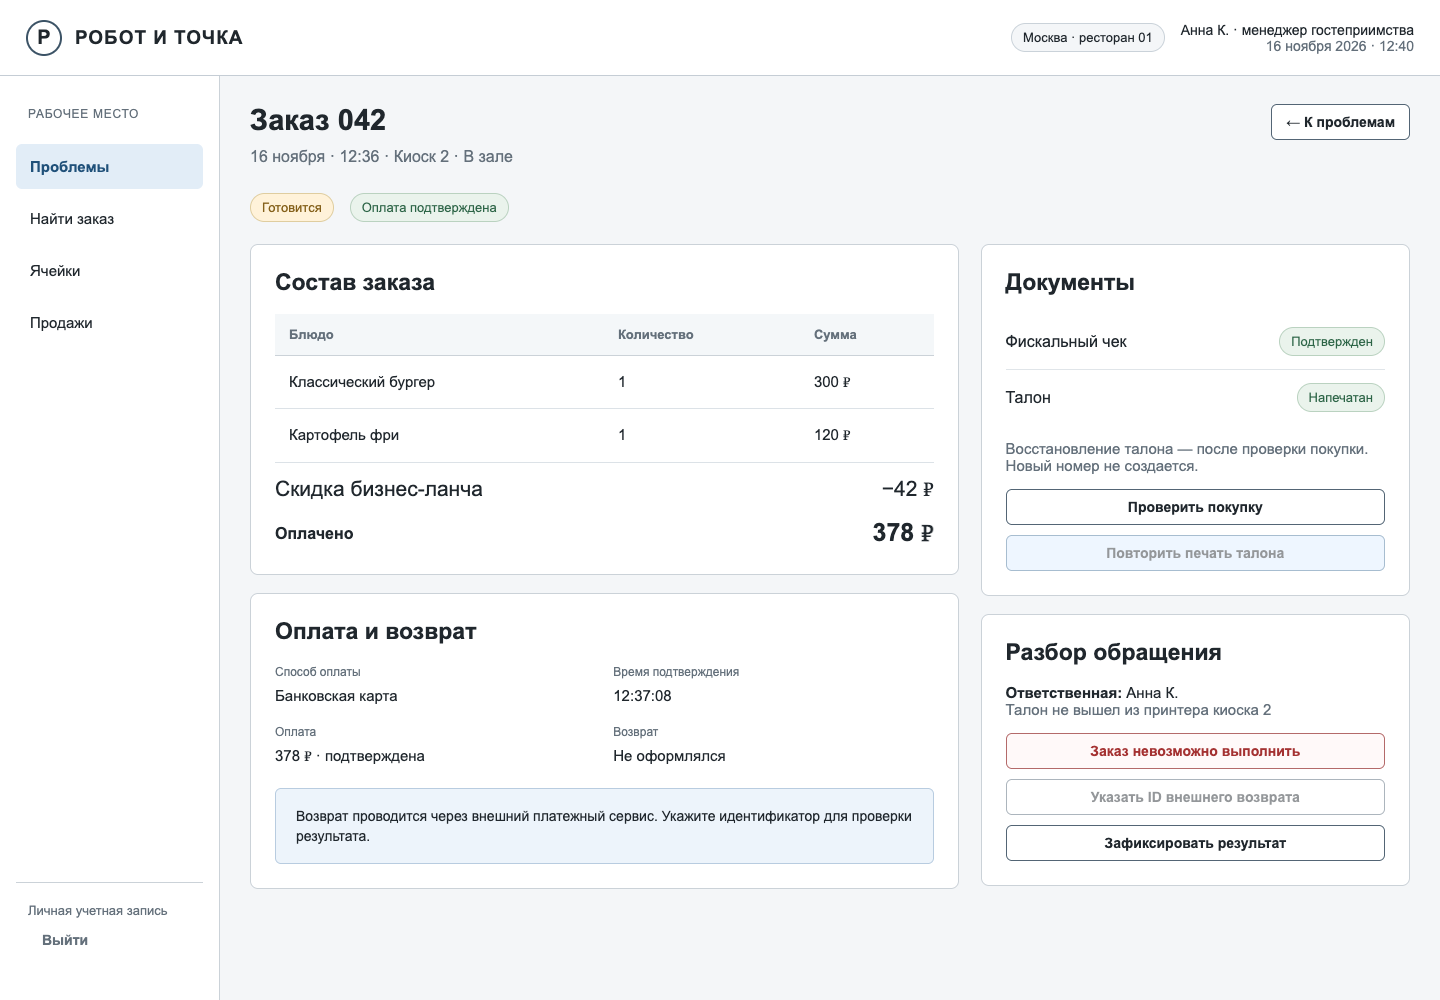 Р РОБОТ И ТОЧКА
Москва · ресторан 01
Анна К. · менеджер гостеприимства
16 ноября 2026 · 12:40
РАБОЧЕЕ МЕСТО
Проблемы
Найти заказ
Ячейки
Продажи
Личная учетная запись
Выйти
Заказ 042
16 ноября · 12:36 · Киоск 2 · В зале
← К проблемам
Готовится
Оплата подтверждена
Состав заказа
Блюдо Количество Сумма
Классический бургер 1 300 ₽
Картофель фри 1 120 ₽
Скидка бизнес-ланча −42 ₽
Оплачено 378 ₽
Оплата и возврат
Способ оплаты Время подтверждения
Банковская карта 12:37:08
Оплата Возврат
378 ₽ · подтверждена Не оформлялся
Возврат проводится через внешний платежный сервис. Укажите идентификатор для проверки
результата.
Документы
Фискальный чек Подтвержден
Талон Напечатан
Восстановление талона — после проверки покупки.
Новый номер не создается.
Проверить покупку
Повторить печать талона
Разбор обращения
Ответственная: Анна К.
Талон не вышел из принтера киоска 2
Заказ невозможно выполнить
Указать ID внешнего возврата
Зафиксировать результат